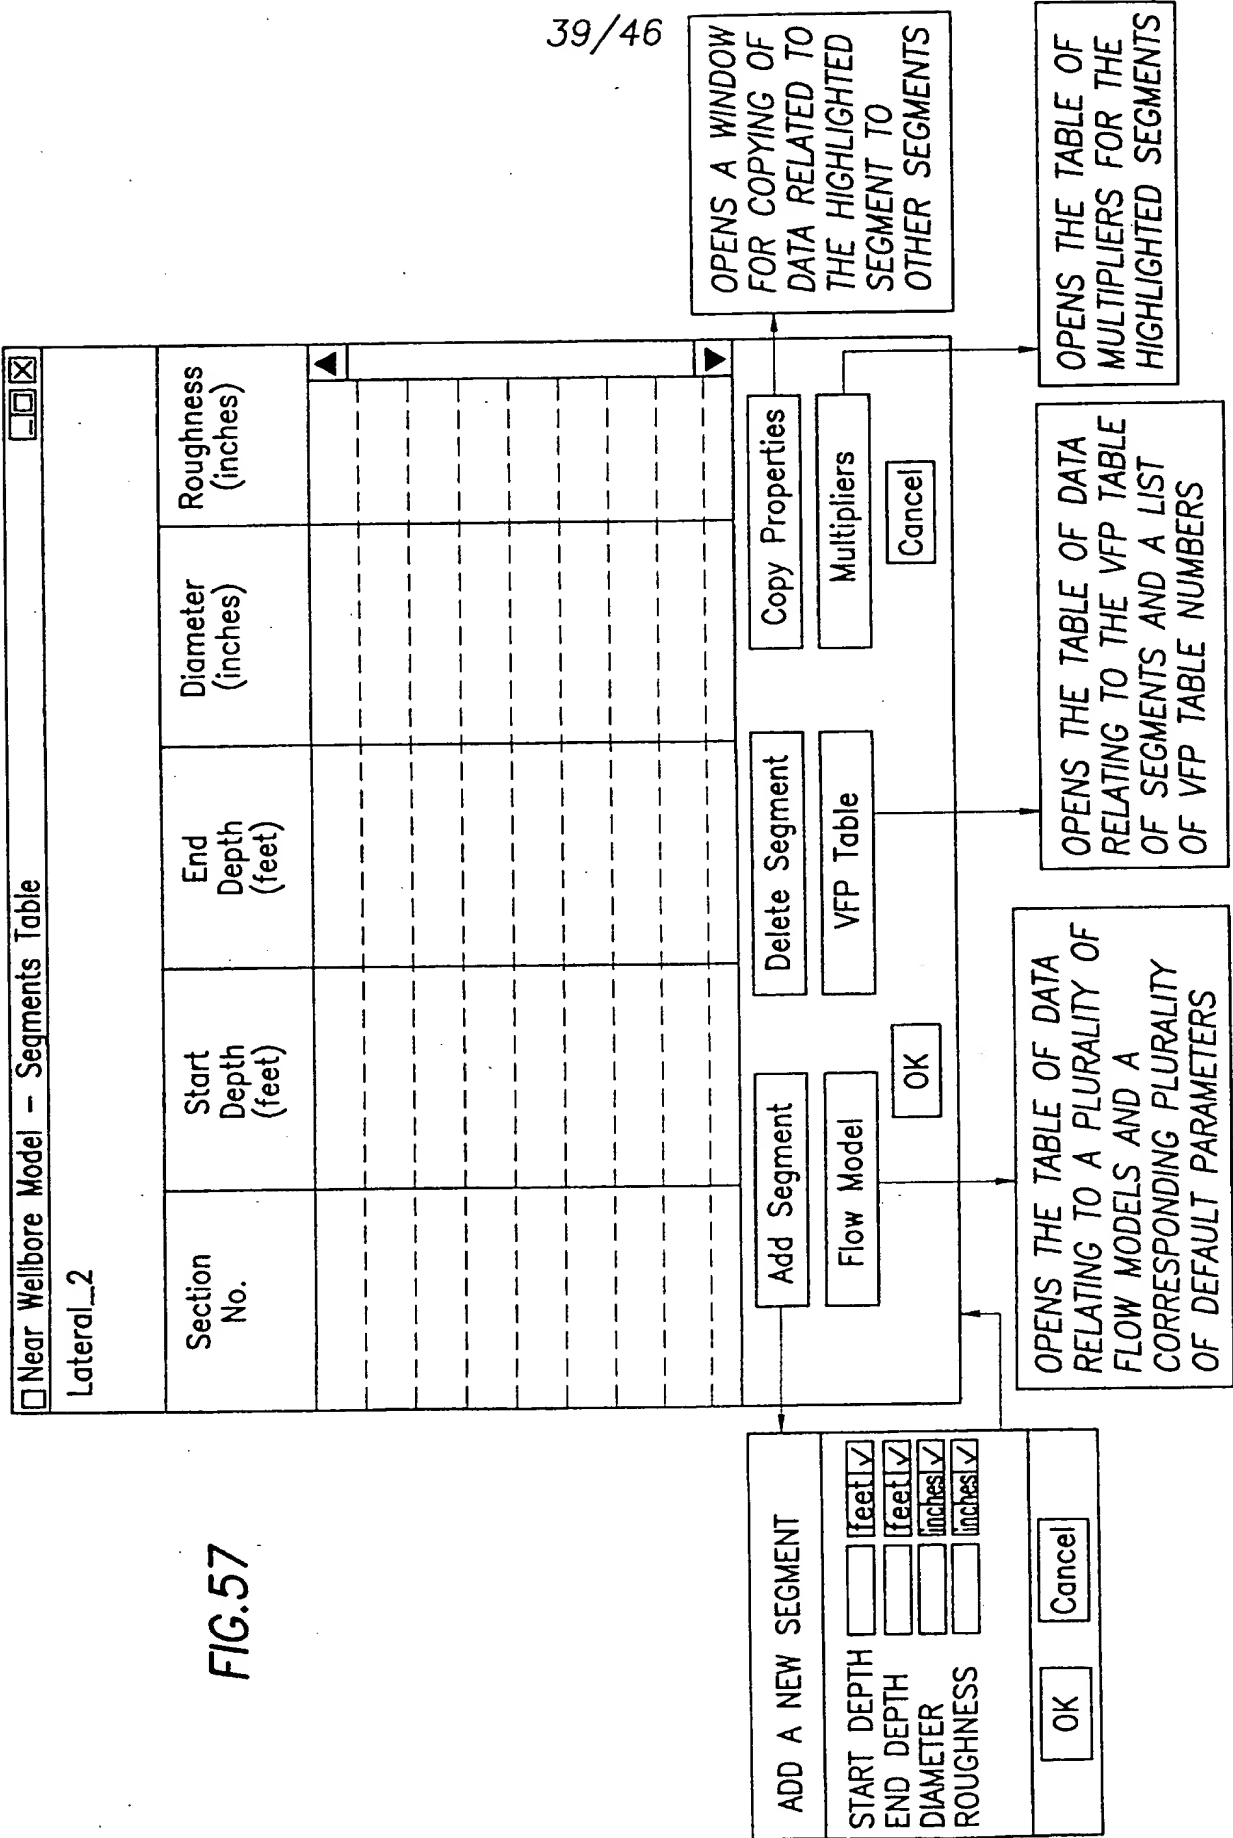 39/46
FIG.57
Near Wellbore Model – Segments Table
Lateral_2
Section
No.
Start
Depth
(feet)
End
Depth
(feet)
Diameter
(inches)
Roughness
(inches)
Add Segment
Delete Segment
Copy Properties
Flow Model
VFP Table
Multipliers
OK
Cancel
ADD A NEW SEGMENT
START DEPTH feet
END DEPTH feet
DIAMETER inches
ROUGHNESS inches
OK
Cancel
OPENS THE TABLE OF DATA
RELATING TO A PLURALITY OF
FLOW MODELS AND A
CORRESPONDING PLURALITY
OF DEFAULT PARAMETERS
OPENS THE TABLE OF DATA
RELATING TO THE VFP TABLE
OF SEGMENTS AND A LIST
OF VFP TABLE NUMBERS
OPENS A WINDOW
FOR COPYING OF
DATA RELATED TO
THE HIGHLIGHTED
SEGMENT TO
OTHER SEGMENTS
OPENS THE TABLE OF
MULTIPLIERS FOR THE
HIGHLIGHTED SEGMENTS